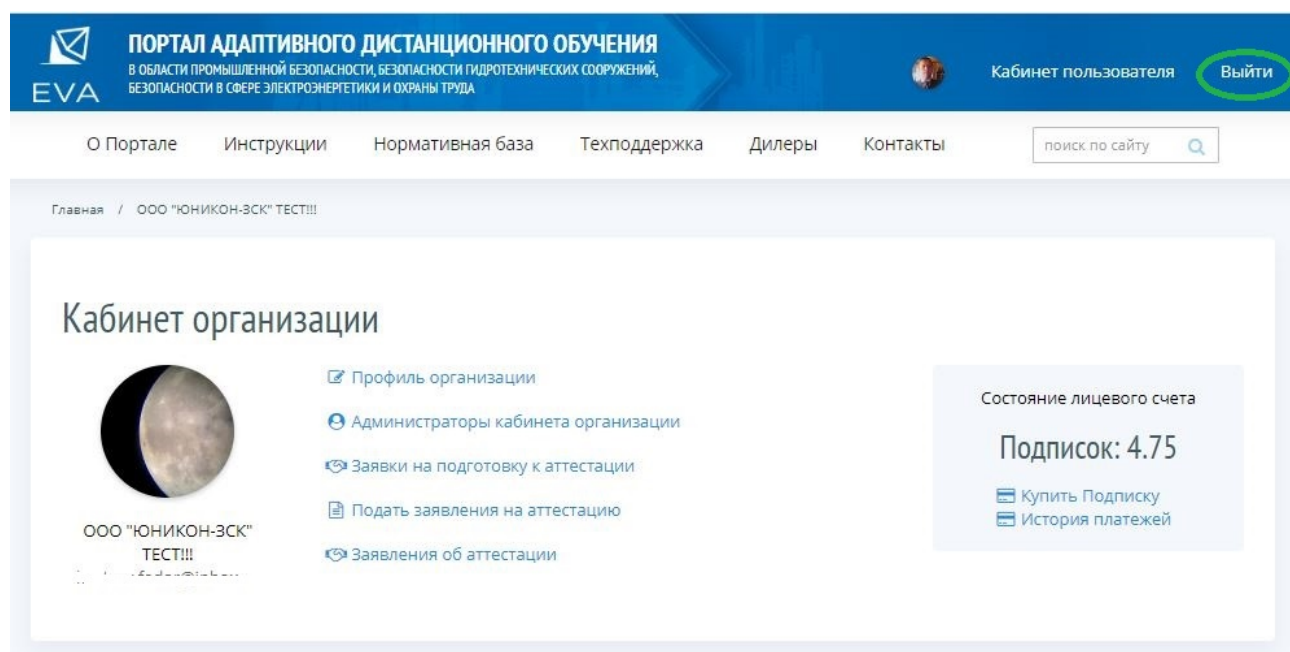 EVA
ПОРТАЛ АДАПТИВНОГО ДИСТАНЦИОННОГО ОБУЧЕНИЯ
В ОБЛАСТИ ПРОМЫШЛЕННОЙ БЕЗОПАСНОСТИ, БЕЗОПАСНОСТИ ГИДРОТЕХНИЧЕСКИХ СООРУЖЕНИЙ,
БЕЗОПАСНОСТИ В СФЕРЕ ЭЛЕКТРОЭНЕРГЕТИКИ И ОХРАНЫ ТРУДА
Кабинет пользователя Выйти
О Портале Инструкции Нормативная база Техподдержка Дилеры Контакты поиск по сайту
Главная / ООО "ЮНИКОН-ЗСК" ТЕСТ!!!
Кабинет организации
ООО "ЮНИКОН-ЗСК"
ТЕСТ!!!
Профиль организации
Администраторы кабинета организации
Заявки на подготовку к аттестации
Подать заявления на аттестацию
Заявления об аттестации
Состояние лицевого счета
Подписок: 4.75
Купить Подписку
История платежей